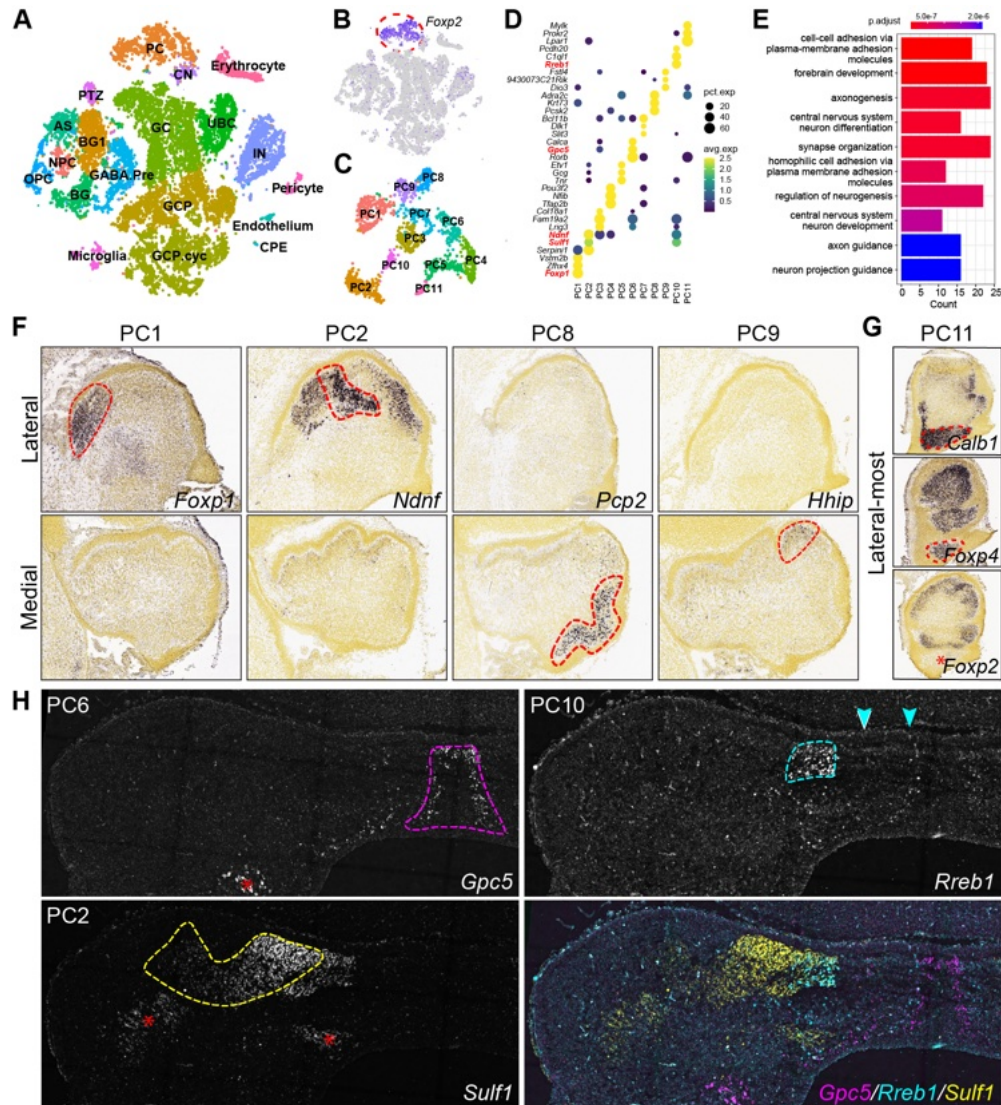 A
PC
CN
Erythrocyte
PTZ
AS
BG1
GC
UBC
NPC
IN
OPC
GABA.Pre
BG
Pericyte
GCP
Endothelium
CPE
Microglia
GCP.cyc
B
Foxp2
C
PC8
PC9
PC1
PC7
PC6
PC3
PC10
PC5
PC4
PC2
PC11
D
Mylk
Prokr2
Lpar1
Pcdh20
C1ql1
Rreb1
Fstl4
9430073C21Rik
Dio3
Adra2c
Krt73
Pcsk2
Bcl11b
Dlk1
Slit3
Calca
Gpc5
Rorb
Etv1
Gcg
Tnr
Pou3f2
Nfib
Tfap2b
Col18a1
Fam19a2
Lrig3
Ndnf
Sulf1
Serpini1
Vstm2b
Zfhx4
Foxp1
PC1
PC2
PC3
PC4
PC5
PC6
PC7
PC8
PC9
PC10
PC11
pct.exp
20
40
60
avg.exp
2.5
2.0
1.5
1.0
0.5
E
p.adjust
5.0e-7
2.0e-6
cell-cell adhesion via
plasma-membrane adhesion
molecules
forebrain development
axonogenesis
central nervous system
neuron differentiation
synapse organization
homophilic cell adhesion via
plasma membrane adhesion
molecules
regulation of neurogenesis
central nervous system
neuron development
axon guidance
neuron projection guidance
0 5 10 15 20 25
Count
F
PC1
PC2
PC8
PC9
Lateral
Foxp1
Ndnf
Pcp2
Hhip
Medial
G
PC11
Lateral-most
Calb1
Foxp4
*
Foxp2
H
PC6
*
Gpc5
PC10
Rreb1
PC2
*
*
Sulf1
Gpc5/Rreb1/Sulf1